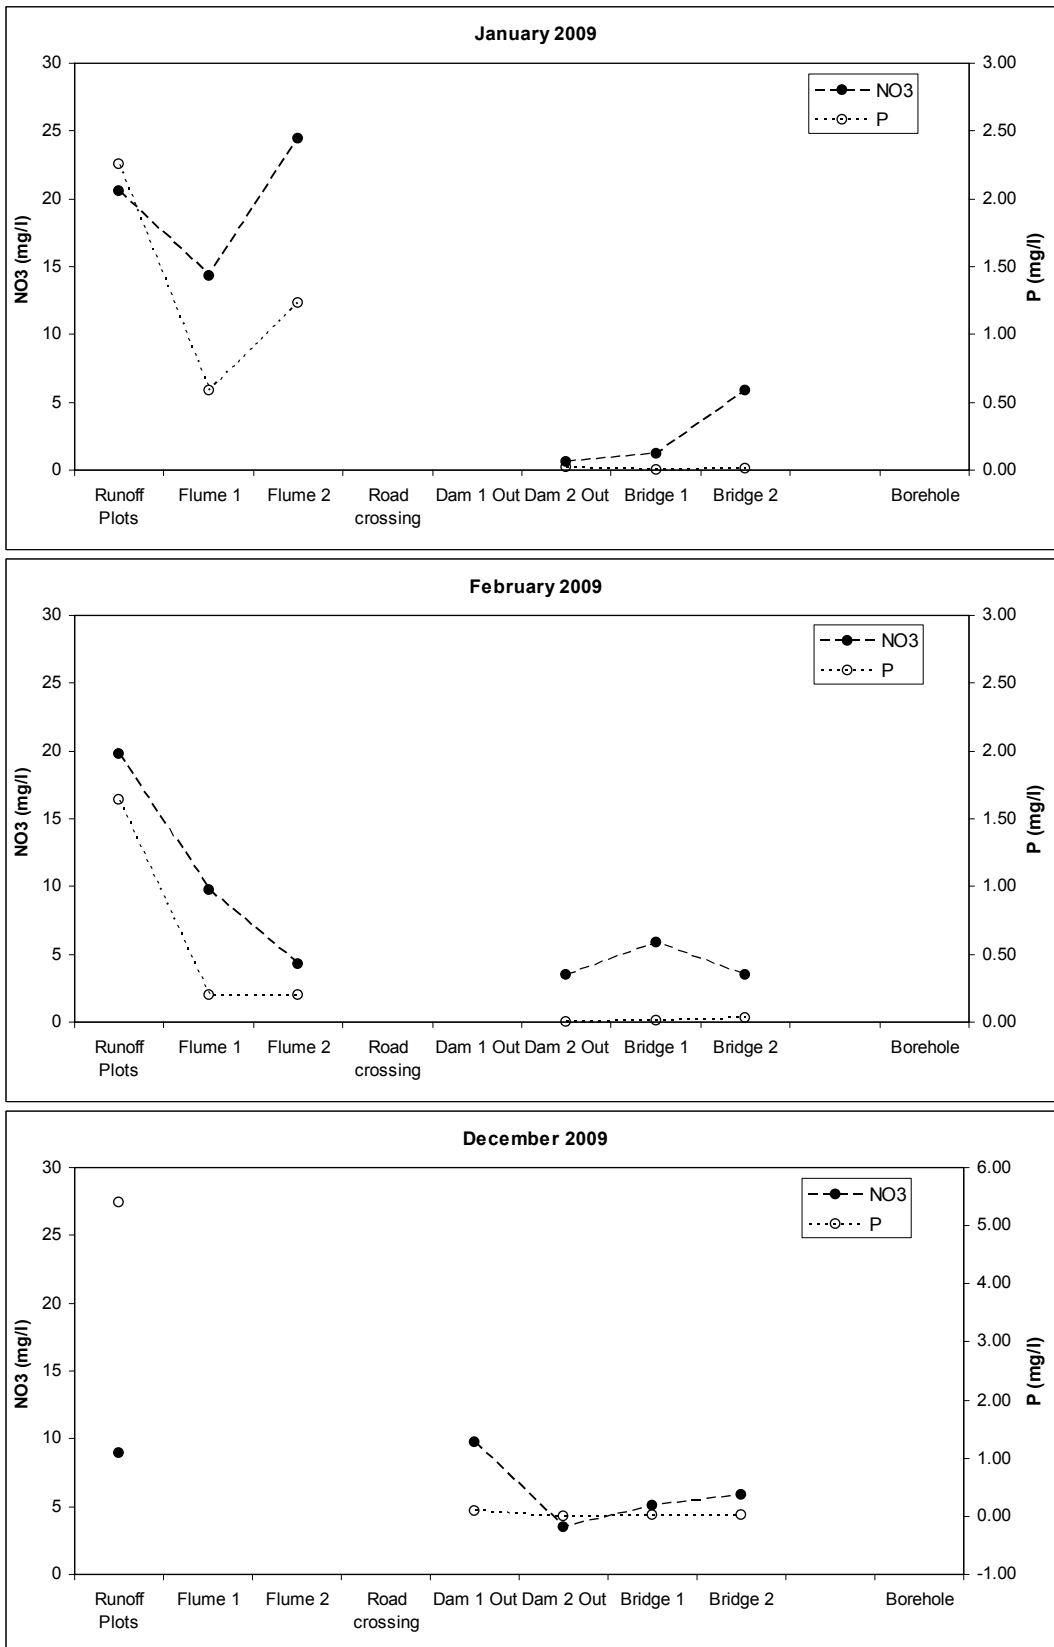 January 2009
30
25
20
15
10
5
0
NO3 (mg/l)
3.00
2.50
2.00
1.50
1.00
0.50
0.00
P (mg/l)
NO3
P
Runoff Plots
Flume 1
Flume 2
Road crossing
Dam 1 Out
Dam 2 Out
Bridge 1
Bridge 2
Borehole
February 2009
30
25
20
15
10
5
0
NO3 (mg/l)
3.00
2.50
2.00
1.50
1.00
0.50
0.00
P (mg/l)
NO3
P
Runoff Plots
Flume 1
Flume 2
Road crossing
Dam 1 Out
Dam 2 Out
Bridge 1
Bridge 2
Borehole
December 2009
30
25
20
15
10
5
0
NO3 (mg/l)
6.00
5.00
4.00
3.00
2.00
1.00
0.00
-1.00
P (mg/l)
NO3
P
Runoff Plots
Flume 1
Flume 2
Road crossing
Dam 1 Out
Dam 2 Out
Bridge 1
Bridge 2
Borehole